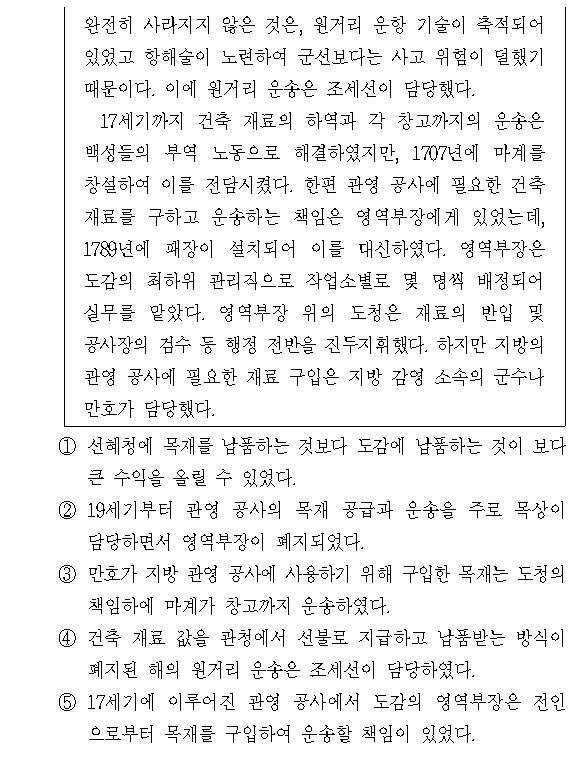 완전히 사라지지 않은 것은, 원거리 운항 기술이 축적되어
있었고 항해술이 노련하여 군선보다는 사고 위험이 덜했기
때문이다. 이에 원거리 운송은 조세선이 담당했다.
17세기까지 건축 재료의 하역과 각 창고까지의 운송은
백성들의 부역 노동으로 해결하였지만, 1707년에 마계를
창설하여 이를 전담시켰다. 한편 관영 공사에 필요한 건축
재료를 구하고 운송하는 책임은 영역부장에게 있었는데,
1789년에 패장이 설치되어 이를 대신하였다. 영역부장은
도감의 최하위 관리직으로 작업소별로 몇 명씩 배정되어
실무를 맡았다. 영역부장 위의 도청은 재료의 반입 및
공사장의 검수 등 행정 전반을 진두지휘했다. 하지만 지방의
관영 공사에 필요한 재료 구입은 지방 감영 소속의 군수나
만호가 담당했다.
① 선혜청에 목재를 납품하는 것보다 도감에 납품하는 것이 보다
큰 수익을 올릴 수 있었다.
② 19세기부터 관영 공사의 목재 공급과 운송을 주로 목상이
담당하면서 영역부장이 폐지되었다.
③ 만호가 지방 관영 공사에 사용하기 위해 구입한 목재는 도청의
책임하에 마계가 창고까지 운송하였다.
④ 건축 재료 값을 관청에서 선불로 지급하고 납품받는 방식이
폐지된 해의 원거리 운송은 조세선이 담당하였다.
⑤ 17세기에 이루어진 관영 공사에서 도감의 영역부장은 전인
으로부터 목재를 구입하여 운송할 책임이 있었다.